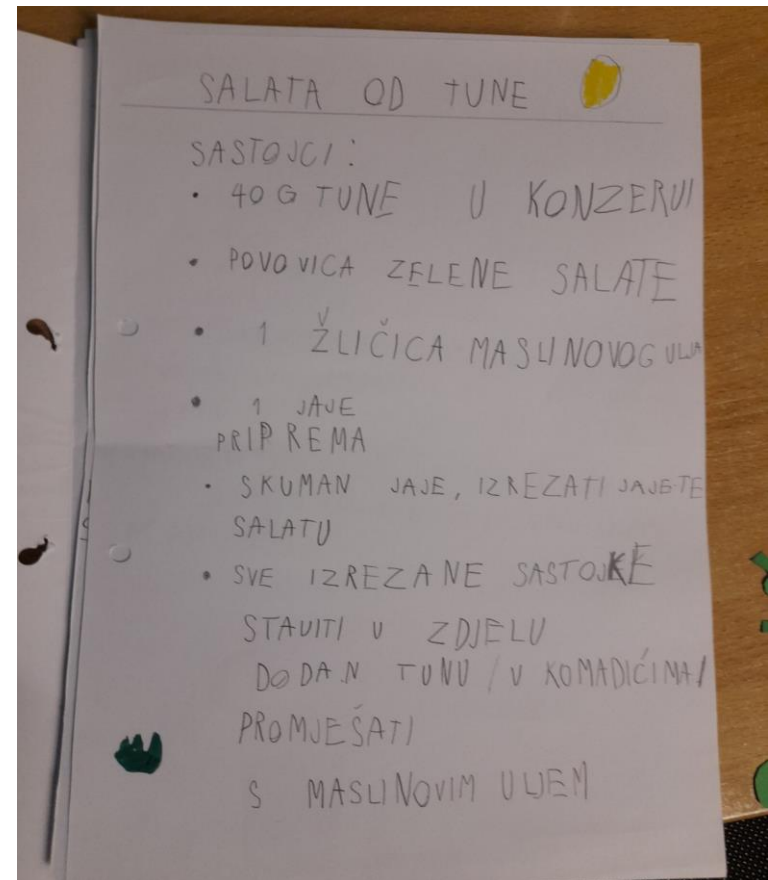 SALATA OD TUNE
SASTOJCI:
• 40 G TUNE U KONZERVI
• POVOVICA ZELENE SALATE
• 1 ŽLIČICA MASLINOVOG ULJA
• 1 JAJE
PRIPREMA
• SKUMAN JAJE, IZREZATI JAJE TE
SALATU
• SVE IZREZANE SASTOJKE
STAVITI U ZDJELU
DODAN TUNU / U KOMADIĆIMA/
PROMJEŠATI
S MASLINOVIM ULJEM